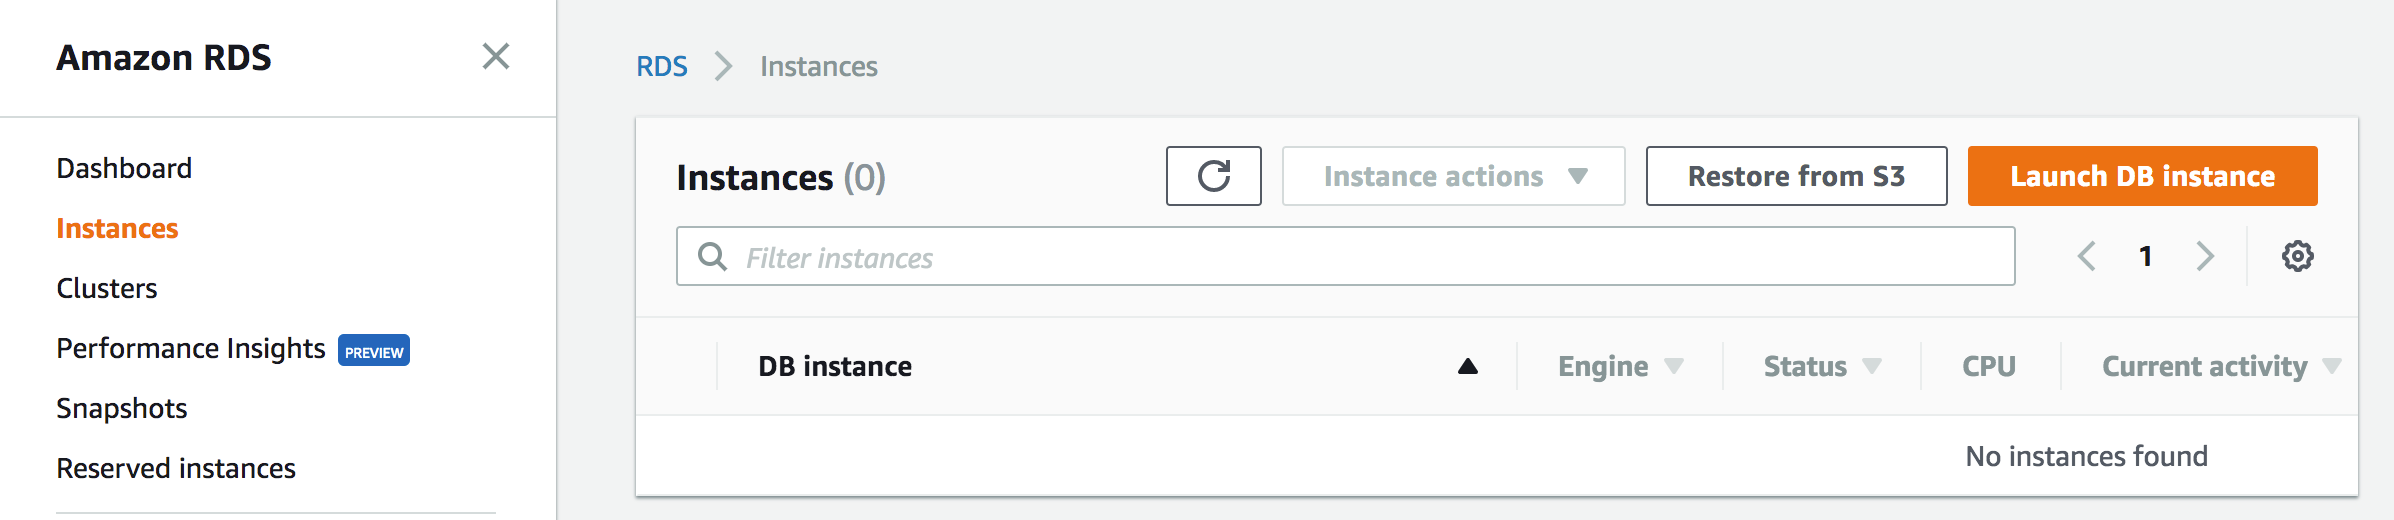 Amazon RDS
Dashboard
Instances
Clusters
Performance Insights PREVIEW
Snapshots
Reserved instances
RDS Instances
Instances (0) Instance actions Restore from S3 Launch DB instance
Filter instances 1
DB instance Engine Status CPU Current activity
No instances found